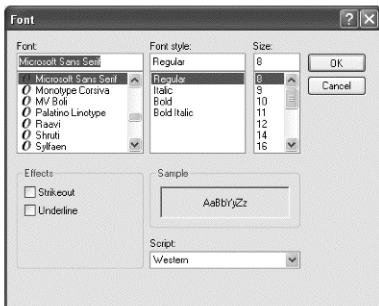 Font
Font:
Microsoft Sans Serif
Microsoft Sans Serif
Monotype Corsiva
MV Boli
Palatino Linotype
Raavi
Shruti
Sylfaen
Font style:
Regular
Regular
Italic
Bold
Bold Italic
Size:
8
8
9
10
11
12
14
16
OK
Cancel
Effects
Strikeout
Underline
Sample
AaBbYyZz
Script:
Western